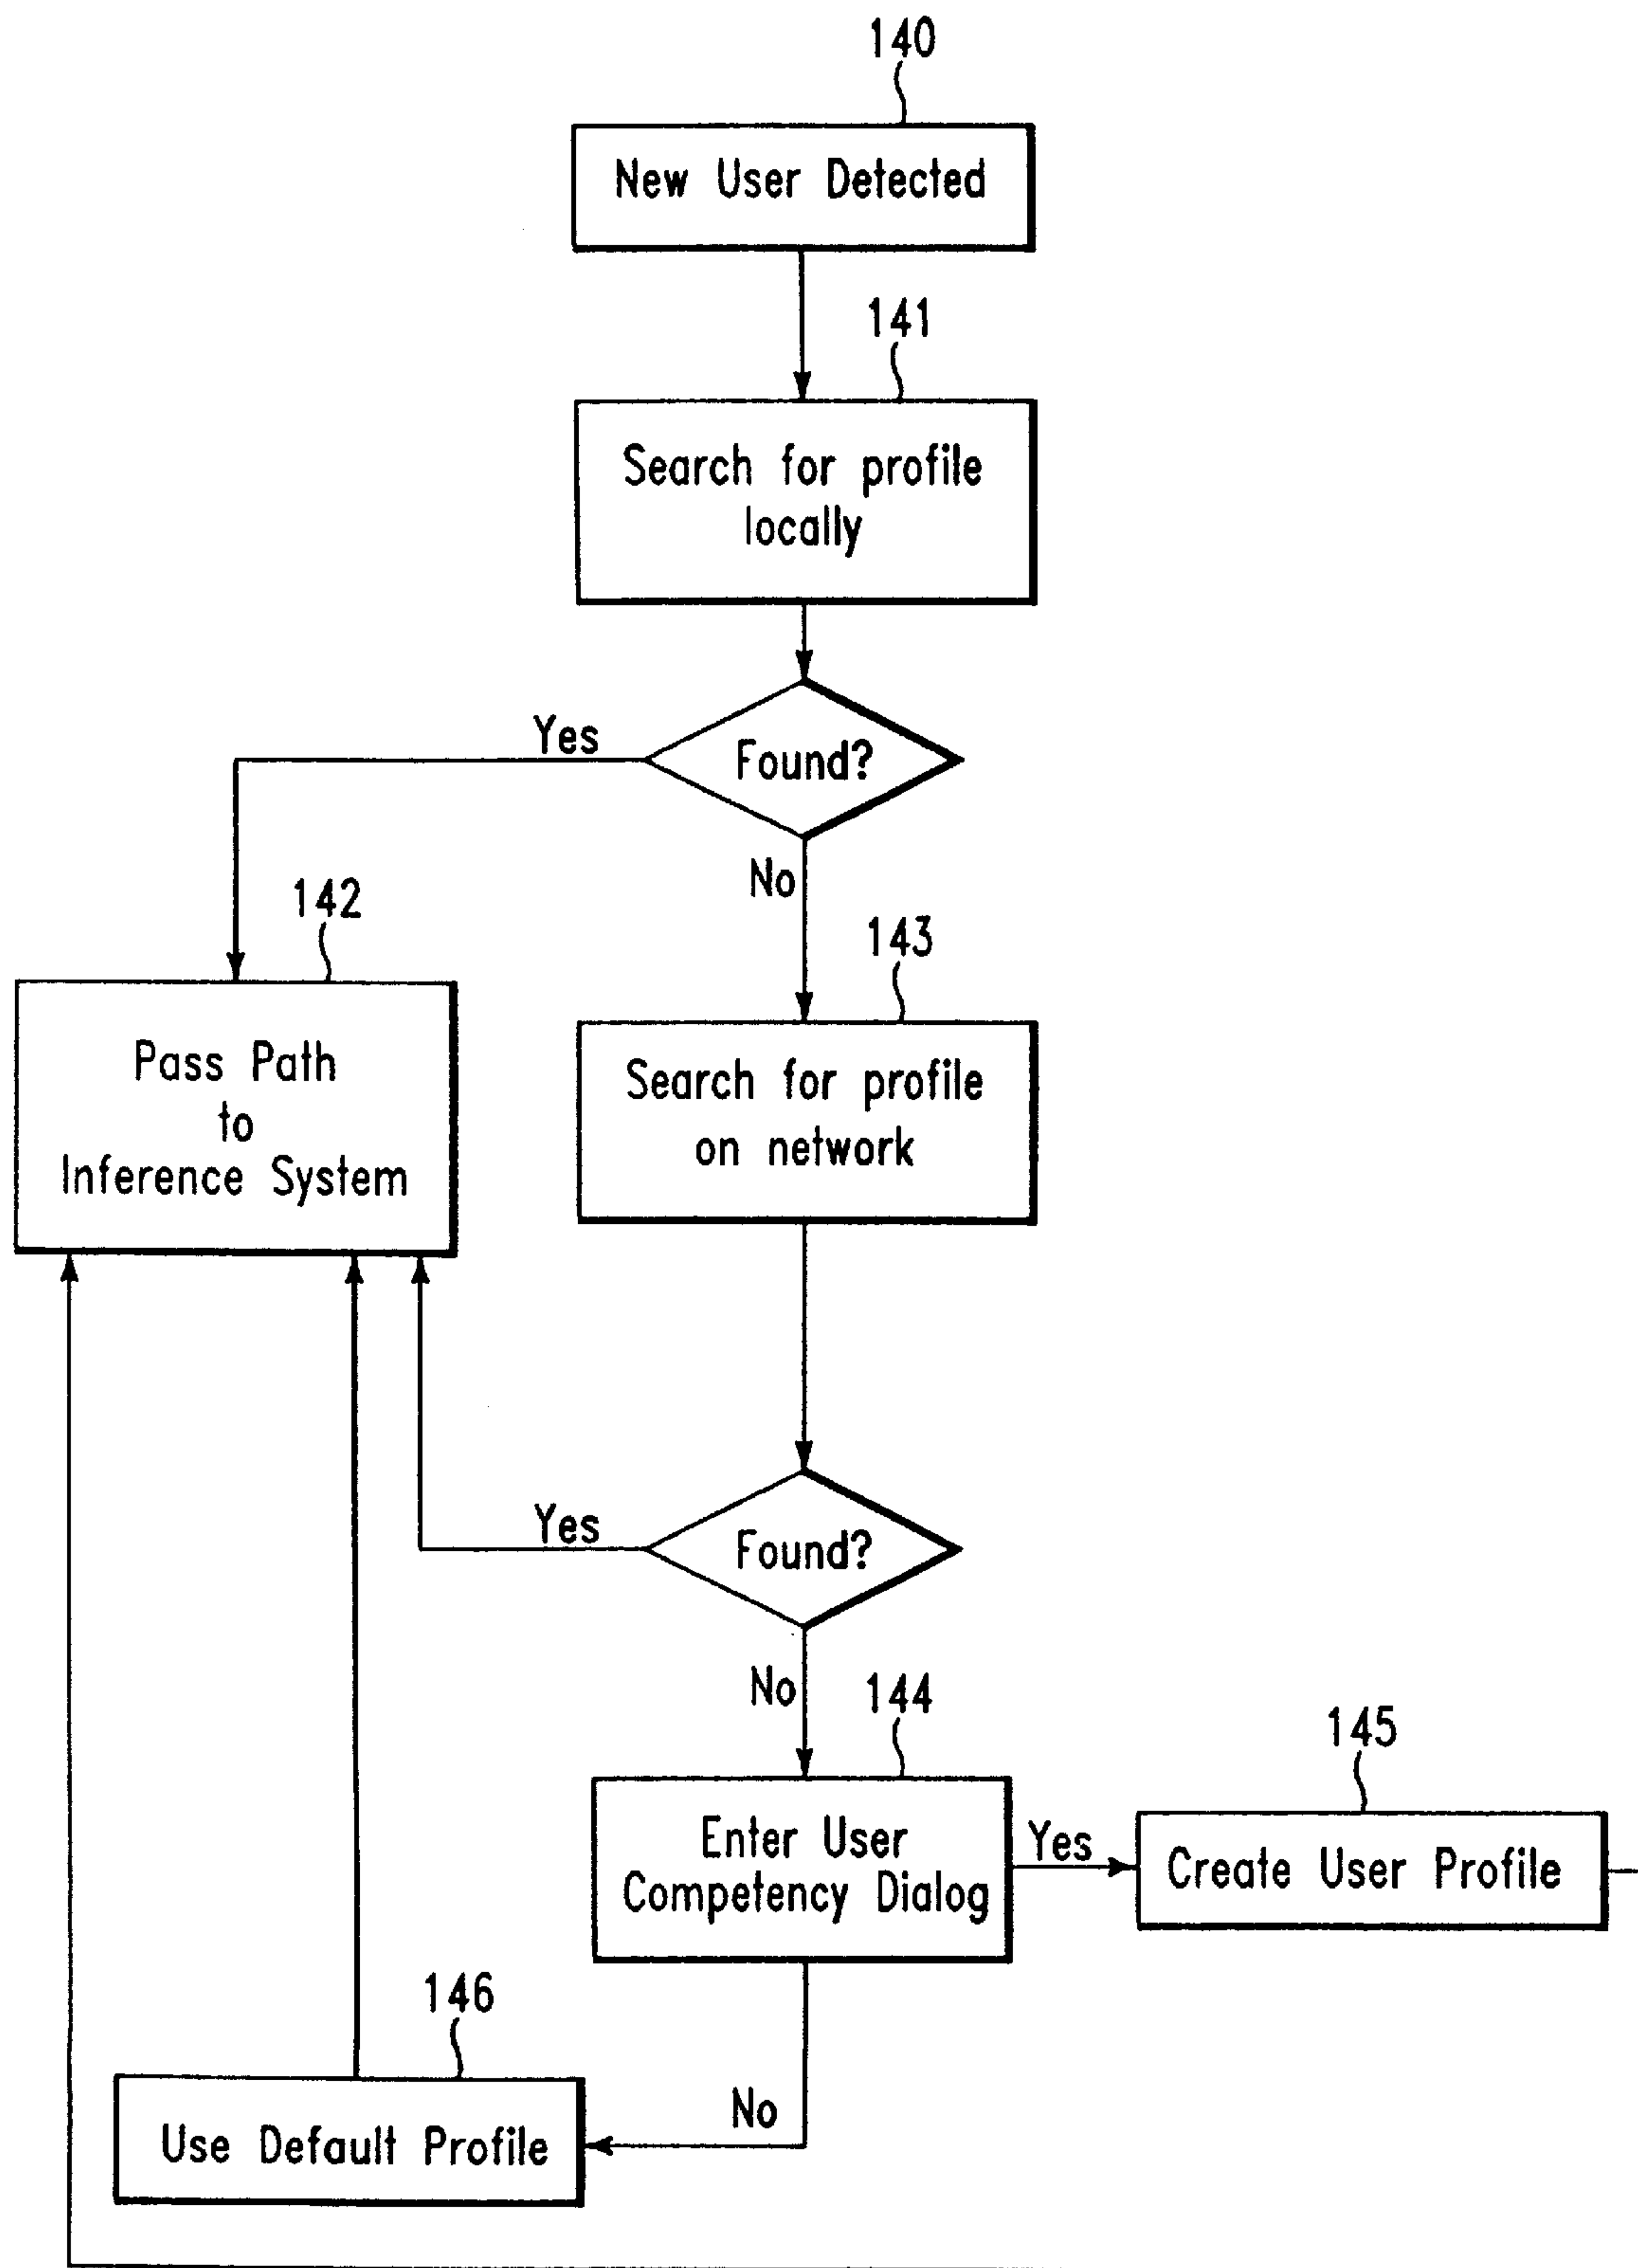 140
New User Detected
141
Search for profile
locally
Yes
Found?
No
142
Pass Path
to
Inference System
143
Search for profile
on network
Yes
Found?
No
144
Enter User
Competency Dialog
Yes
145
Create User Profile
146
Use Default Profile
No